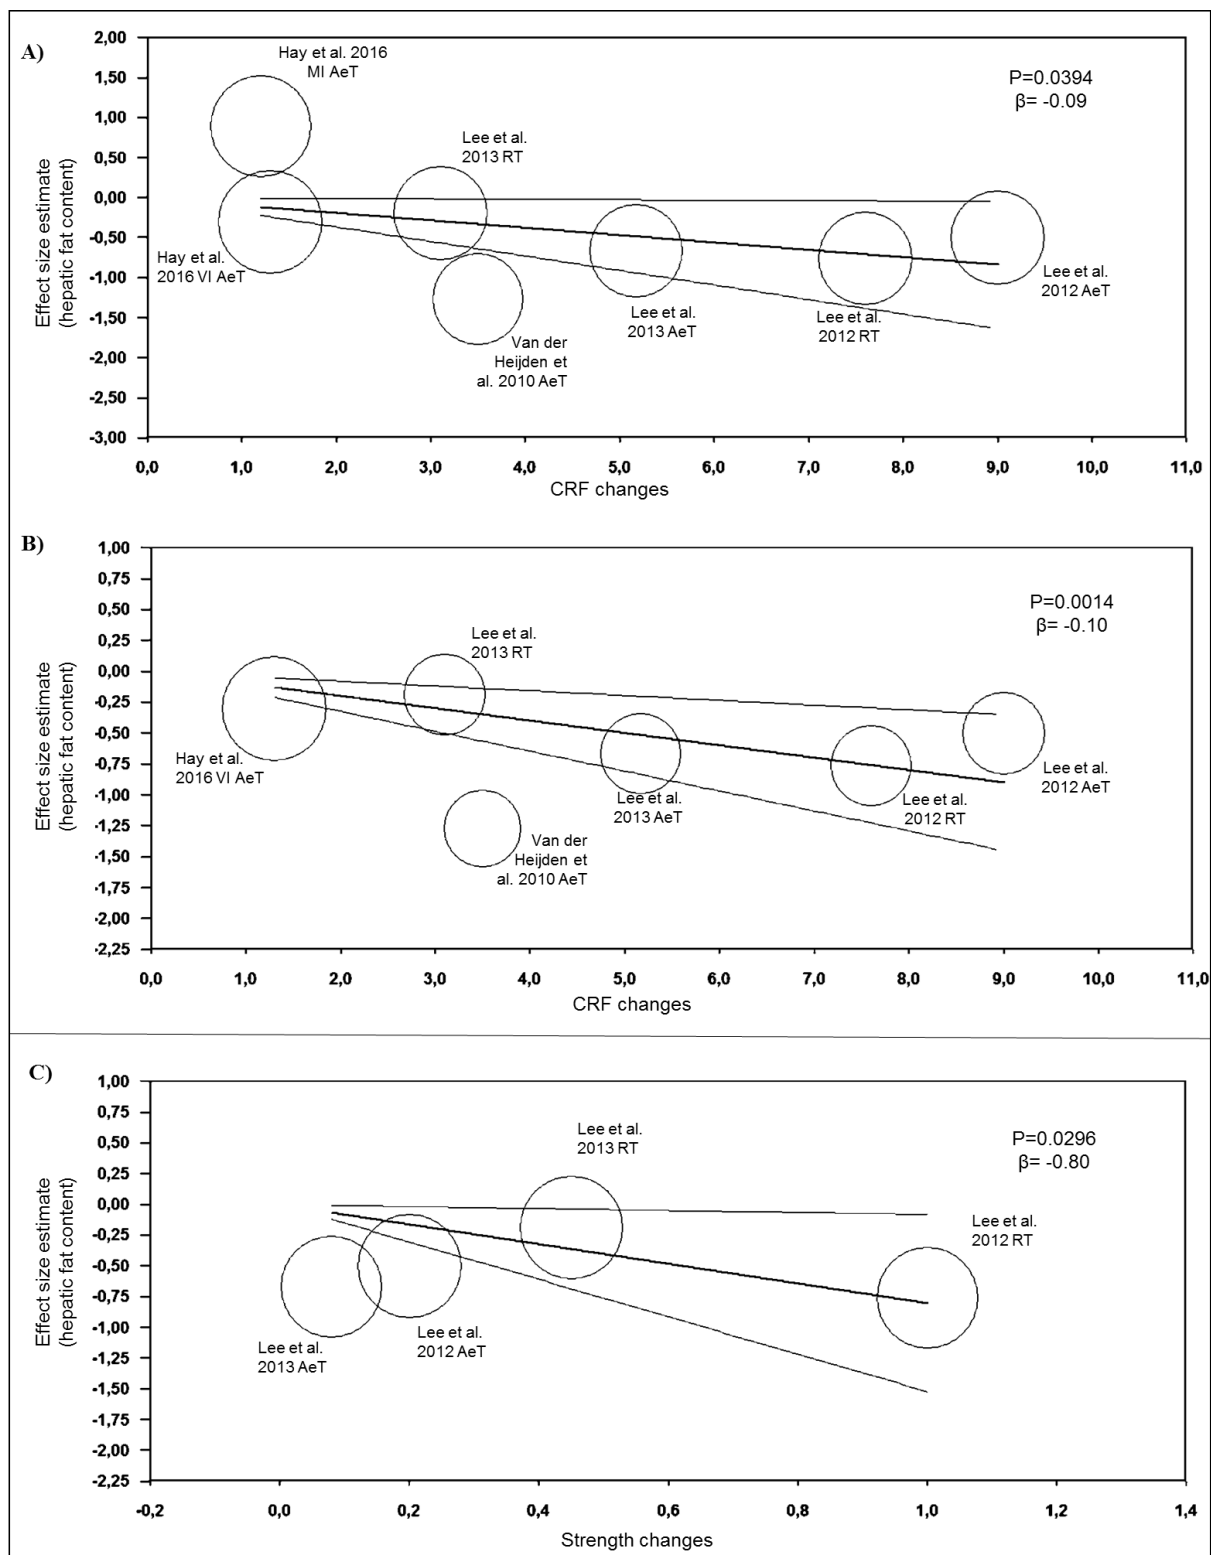 A)
2,00
1,50
1,00
0,50
0,00
-0,50
-1,00
-1,50
-2,00
-2,50
-3,00
Effect size estimate
(hepatic fat content)
Hay et al. 2016
MI AeT
Lee et al.
2013 RT
P=0.0394
β= -0.09
Hay et al.
2016 VI AeT
Van der
Heijden et
al. 2010 AeT
Lee et al.
2013 AeT
Lee et al.
2012 RT
Lee et al.
2012 AeT
0,0 1,0 2,0 3,0 4,0 5,0 6,0 7,0 8,0 9,0 10,0 11,0
CRF changes
B)
1,00
0,75
0,50
0,25
0,00
-0,25
-0,50
-0,75
-1,00
-1,25
-1,50
-1,75
-2,00
-2,25
Effect size estimate
(hepatic fat content)
P=0.0014
β= -0.10
Lee et al.
2013 RT
Hay et al.
2016 VI AeT
Van der
Heijden et
al. 2010 AeT
Lee et al.
2013 AeT
Lee et al.
2012 RT
Lee et al.
2012 AeT
0,0 1,0 2,0 3,0 4,0 5,0 6,0 7,0 8,0 9,0 10,0 11,0
CRF changes
C)
1,00
0,75
0,50
0,25
0,00
-0,25
-0,50
-0,75
-1,00
-1,25
-1,50
-1,75
-2,00
-2,25
Effect size estimate
(hepatic fat content)
Lee et al.
2013 RT
P=0.0296
β= -0.80
Lee et al.
2012 RT
Lee et al.
2013 AeT
Lee et al.
2012 AeT
-0,2 0,0 0,2 0,4 0,6 0,8 1,0 1,2 1,4
Strength changes